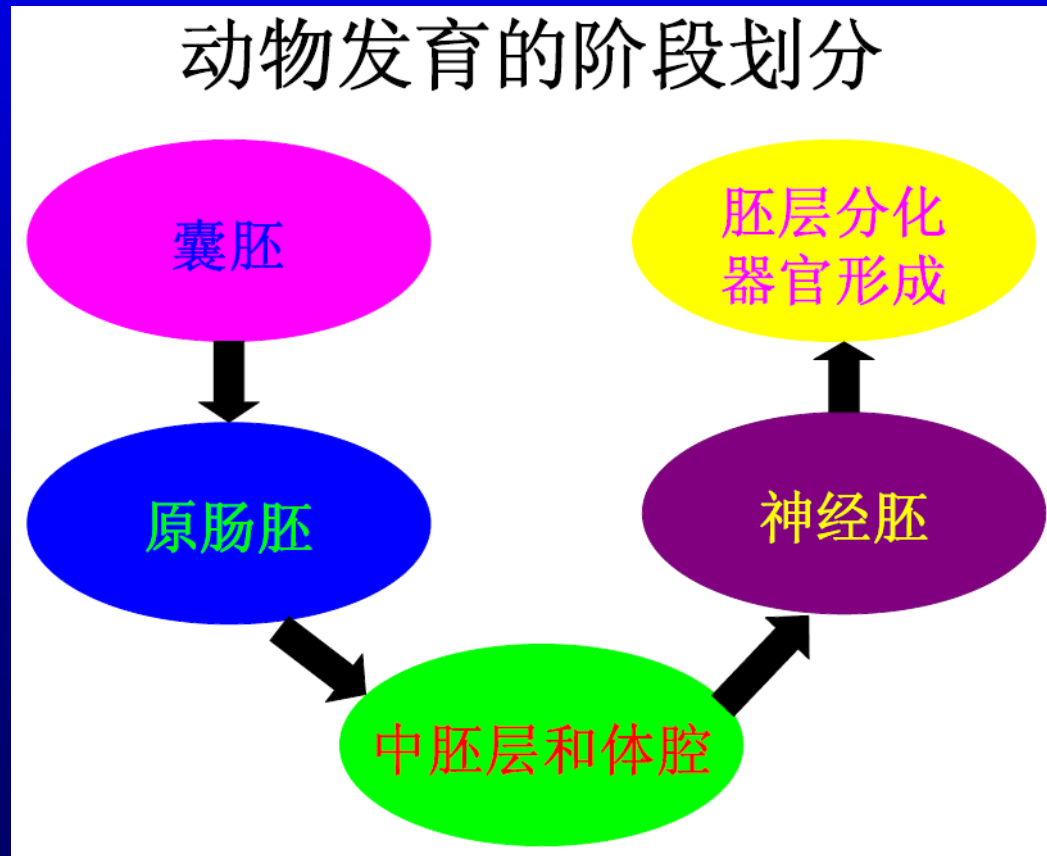 动物发育的阶段划分
囊胚
原肠胚
中胚层和体腔
神经胚
胚层分化
器官形成